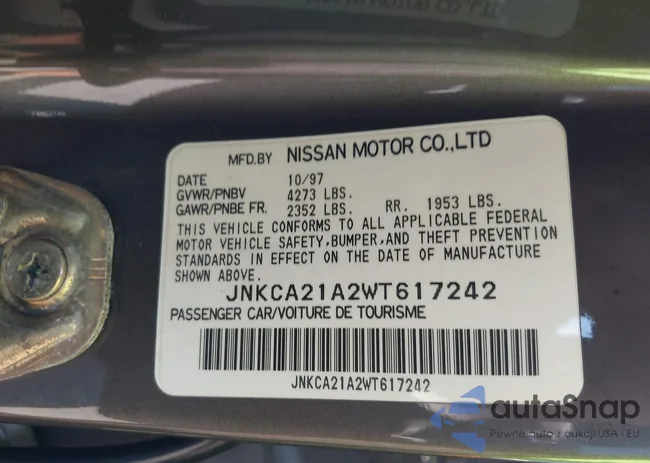 MFD.BY NISSAN MOTOR CO.,LTD
DATE 10/97
GVWR/PNBV 4273 LBS.
GAWR/PNBE FR. 2352 LBS. RR. 1953 LBS.
THIS VEHICLE CONFORMS TO ALL APPLICABLE FEDERAL
MOTOR VEHICLE SAFETY,BUMPER,AND THEFT PREVENTION
STANDARDS IN EFFECT ON THE DATE OF MANUFACTURE
SHOWN ABOVE.
JNKCA21A2WT617242
PASSENGER CAR/VOITURE DE TOURISME
JNKCA21A2WT617242
autaSnap
Pewne auta z aukcji USA i EU